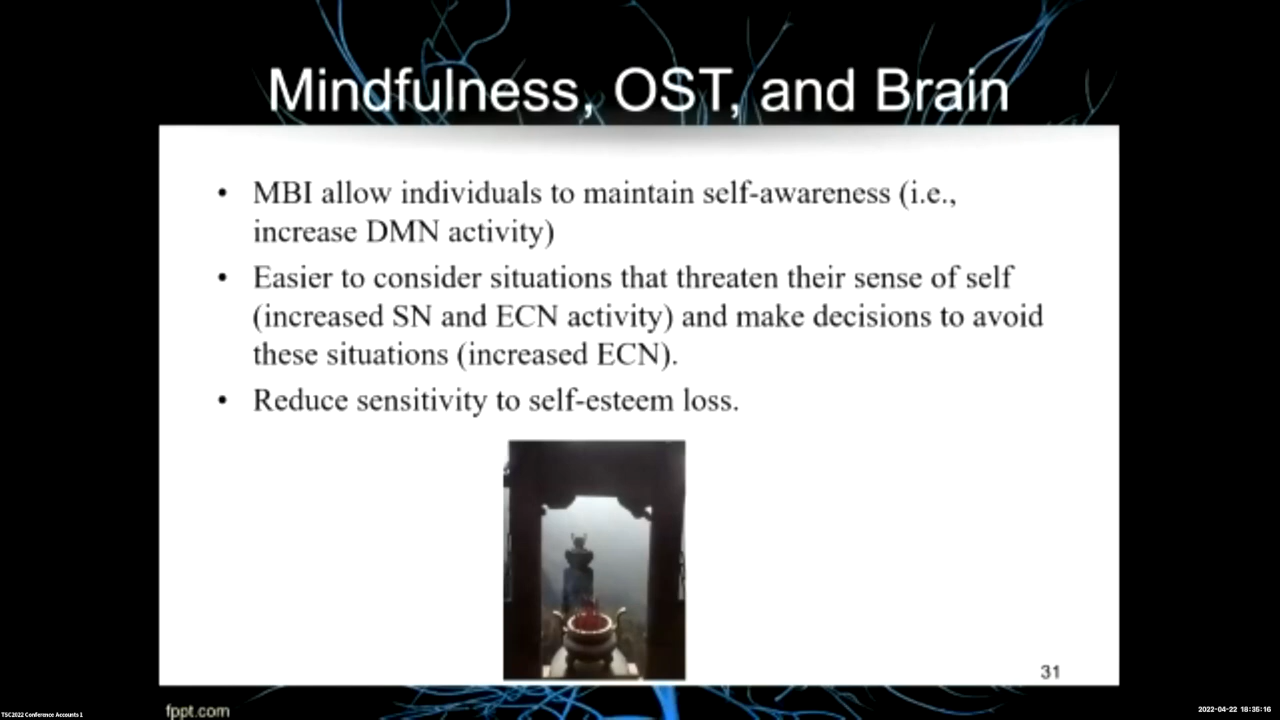 Mindfulness, OST, and Brain
• MBI allow individuals to maintain self-awareness (i.e.,
increase DMN activity)
• Easier to consider situations that threaten their sense of self
(increased SN and ECN activity) and make decisions to avoid
these situations (increased ECN).
• Reduce sensitivity to self-esteem loss.
31
fppt.com
TSC2022 Conference Accounts 1
2022-04-22 18:36:16